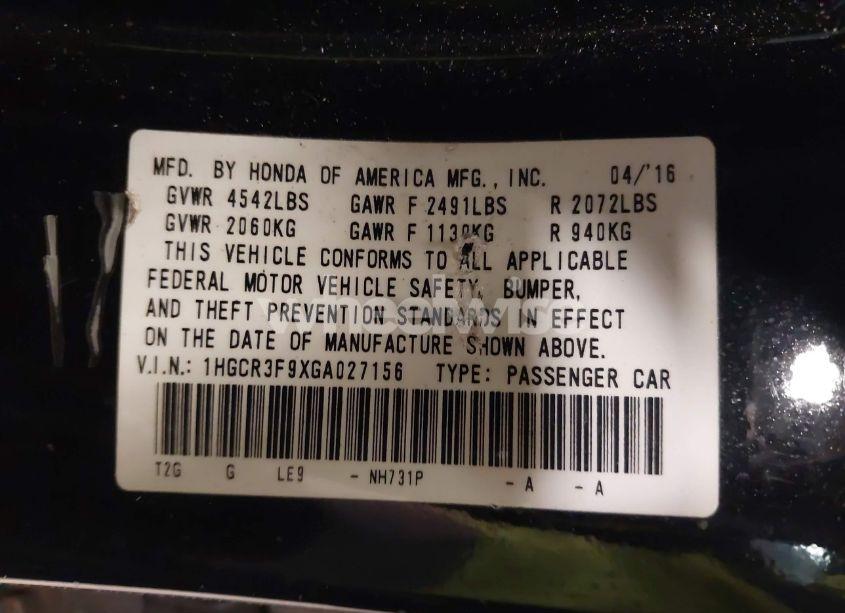 MFD. BY HONDA OF AMERICA MFG., INC. 04/'16
GVWR 4542LBS GAWR F 2491LBS R 2072LBS
GVWR 2060KG GAWR F 1130KG R 940KG
THIS VEHICLE CONFORMS TO ALL APPLICABLE
FEDERAL MOTOR VEHICLE SAFETY, BUMPER,
AND THEFT PREVENTION STANDARDS IN EFFECT
ON THE DATE OF MANUFACTURE SHOWN ABOVE.
V.I.N.: 1HGCR3F9XGA027156 TYPE: PASSENGER CAR
T2G G LE9 - NH731P - A - A